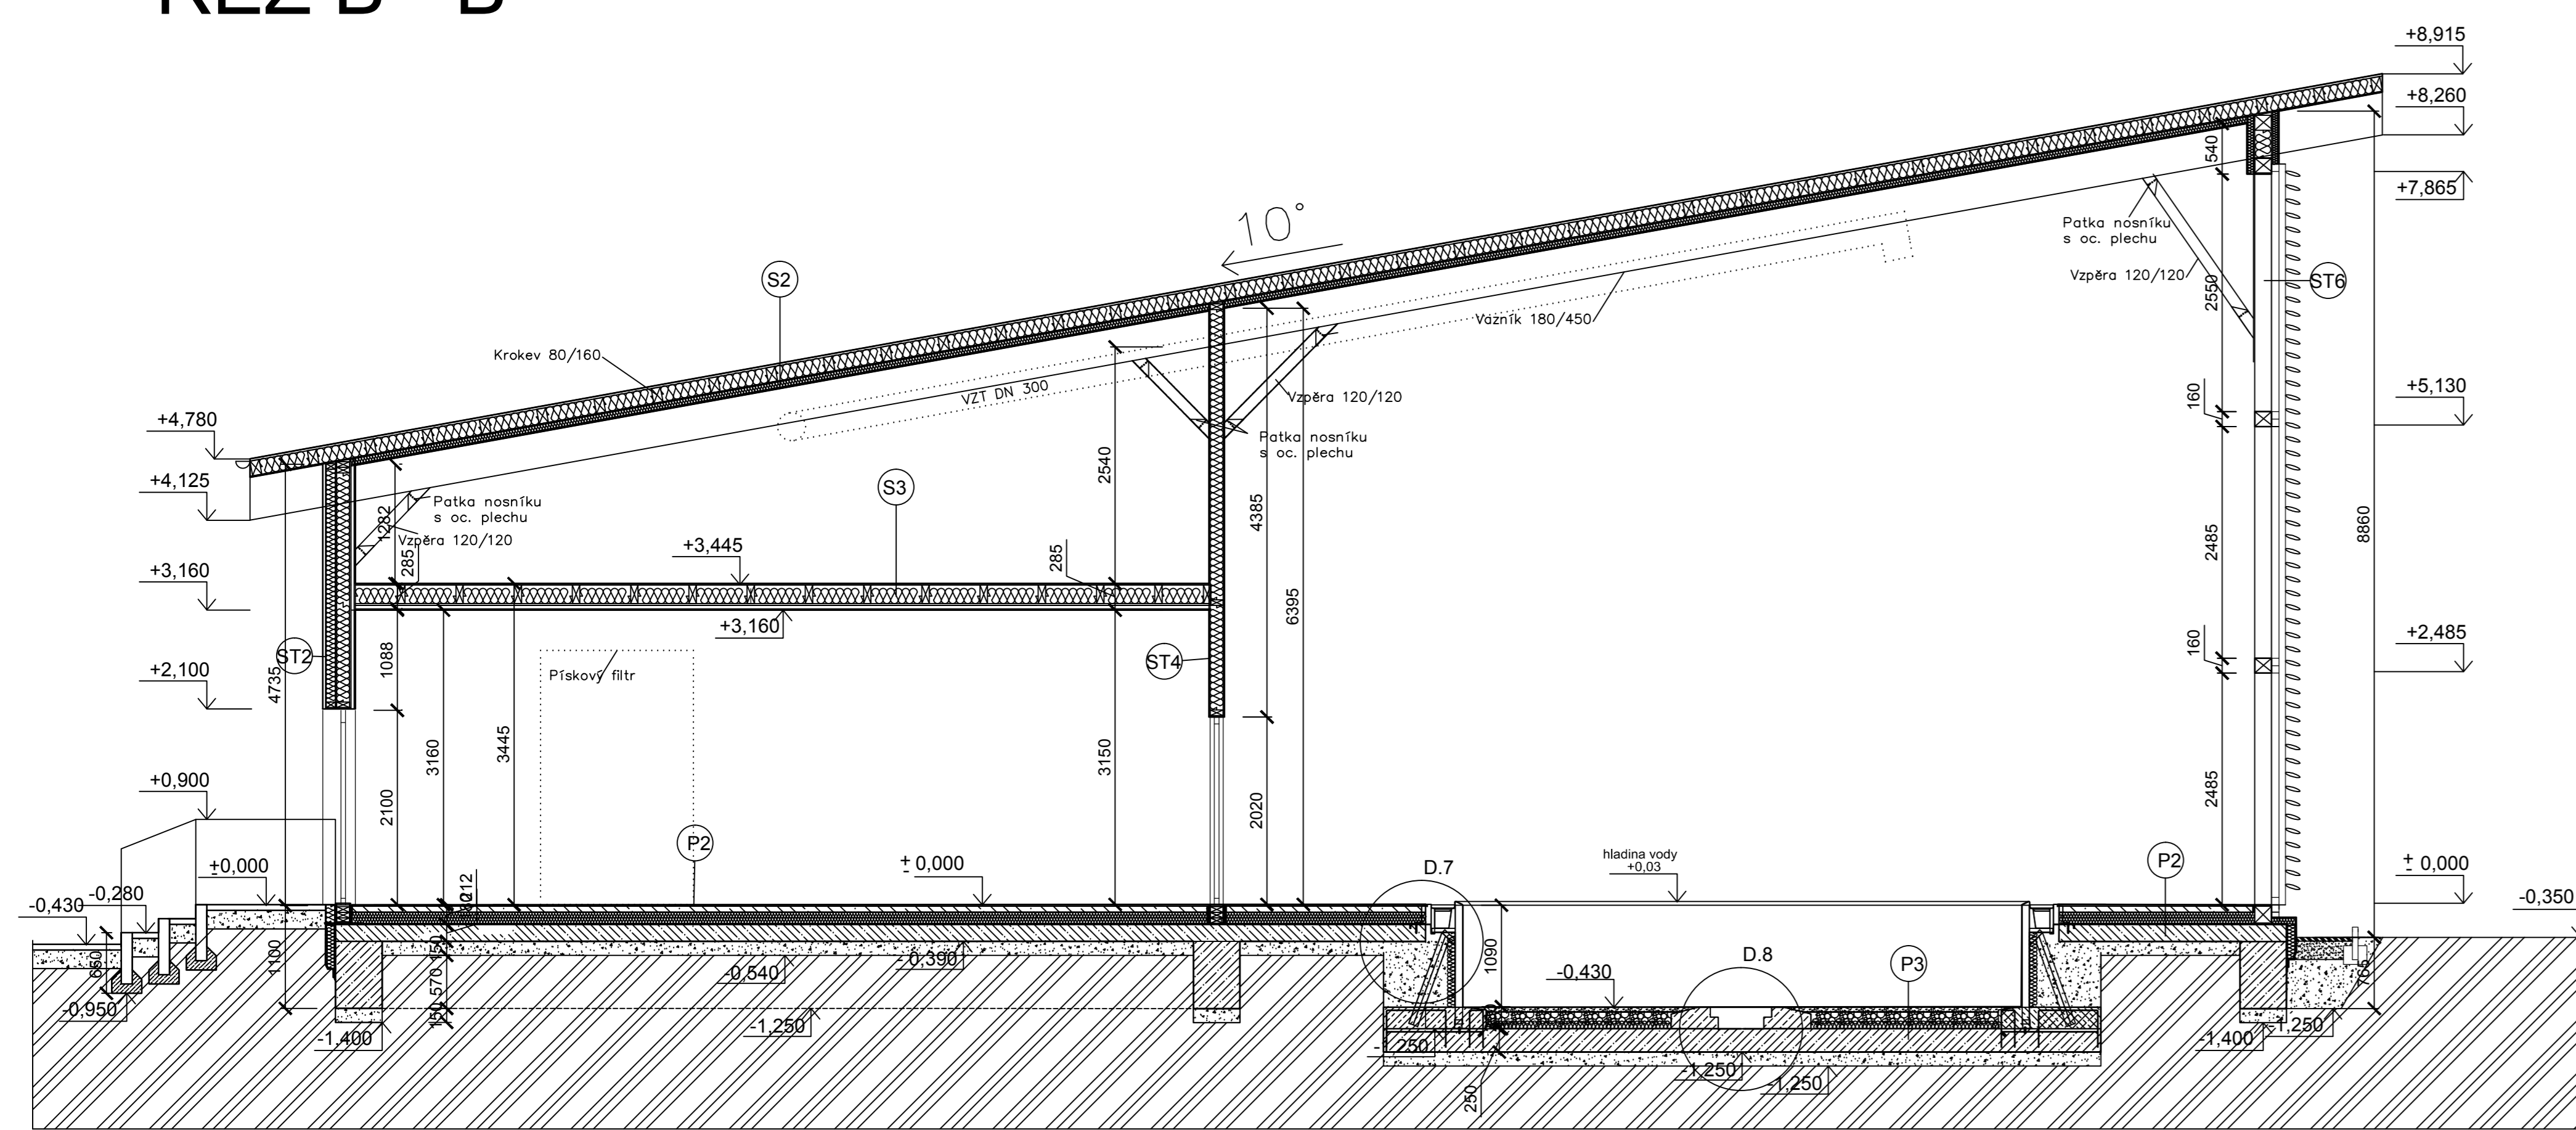 +8,915
+8,260
540
+7,865
10°
Patka nosníku
s oc. plechu
S2
Vzpěra 120/120
2550
ST6
Vazník 180/450
Krokev 80/160
VZT DN 300
160
+5,130
Vzpěra 120/120
+4,780
Patka nosníku
s oc. plechu
2540
+4,125
S3
Patka nosníku
s oc. plechu
1282
4385
8860
Vzpěra 120/120
+3,445
285
285
2485
+3,160
6395
+3,160
160
+2,485
1088
ST2
ST4
+2,100
4735
Pískový filtr
3160
3445
3150
+0,900
2100
2020
2485
P2
hladina vody
+0,03
D.7
P2
±0,000
± 0,000
± 0,000
-0,280
-0,430
-0,350
650
1100
1090
D.8
P3
-0,390
-0,540
-0,430
765
570
150
150
-0,950
-1,250
-1,250
-1,400
-1,400
-1,250
-1,250
250